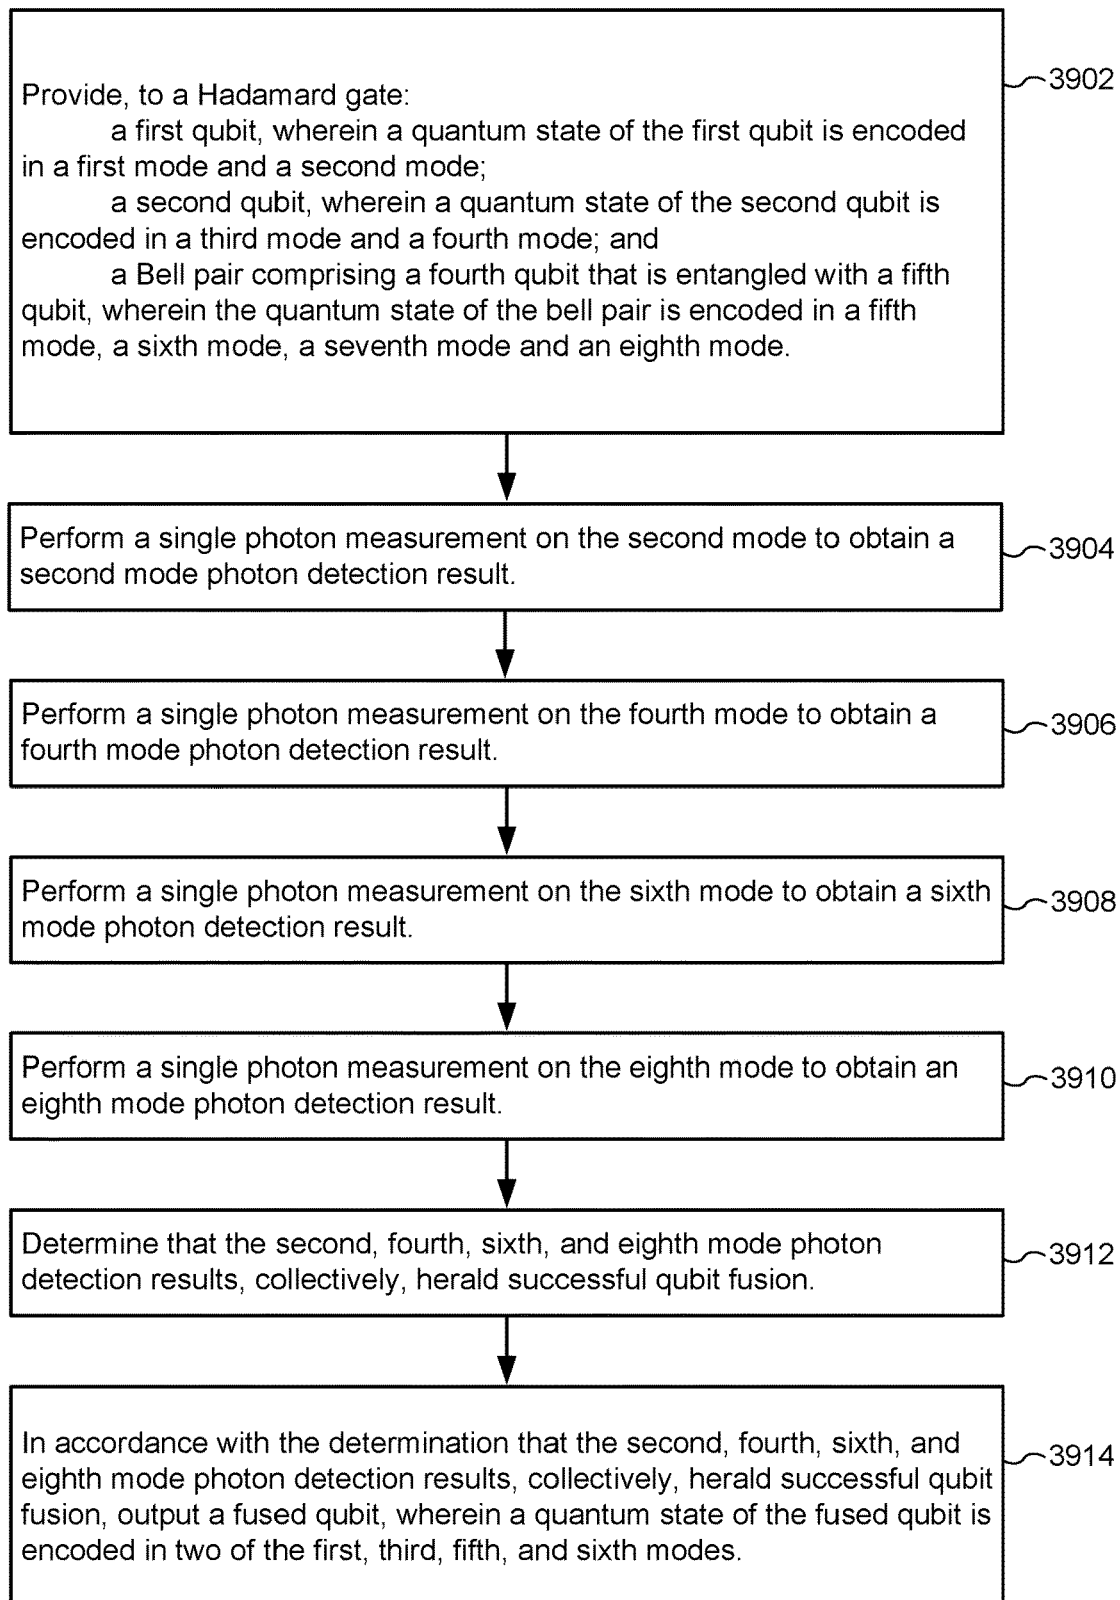 Provide, to a Hadamard gate:
a first qubit, wherein a quantum state of the first qubit is encoded
in a first mode and a second mode;
a second qubit, wherein a quantum state of the second qubit is
encoded in a third mode and a fourth mode; and
a Bell pair comprising a fourth qubit that is entangled with a fifth
qubit, wherein the quantum state of the bell pair is encoded in a fifth
mode, a sixth mode, a seventh mode and an eighth mode.
3902
Perform a single photon measurement on the second mode to obtain a
second mode photon detection result.
3904
Perform a single photon measurement on the fourth mode to obtain a
fourth mode photon detection result.
3906
Perform a single photon measurement on the sixth mode to obtain a sixth
mode photon detection result.
3908
Perform a single photon measurement on the eighth mode to obtain an
eighth mode photon detection result.
3910
Determine that the second, fourth, sixth, and eighth mode photon
detection results, collectively, herald successful qubit fusion.
3912
In accordance with the determination that the second, fourth, sixth, and
eighth mode photon detection results, collectively, herald successful qubit
fusion, output a fused qubit, wherein a quantum state of the fused qubit is
encoded in two of the first, third, fifth, and sixth modes.
3914